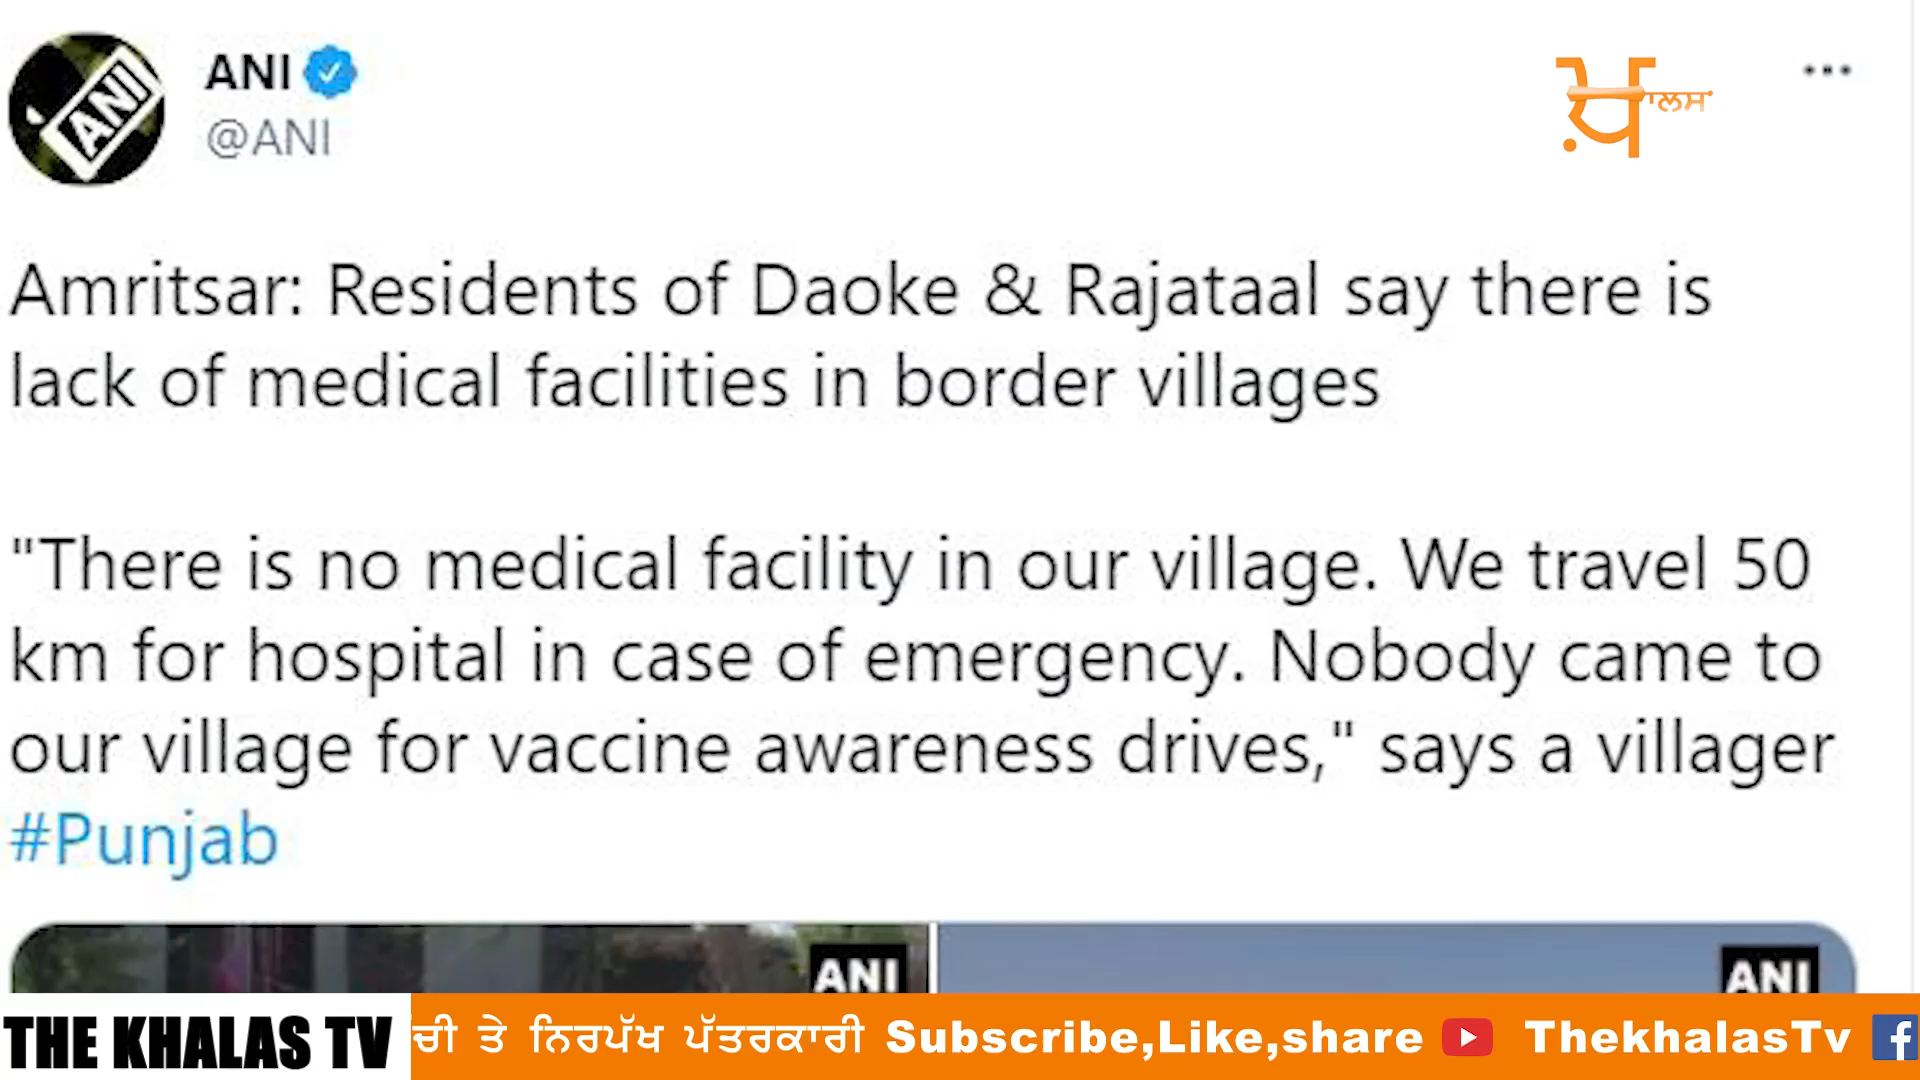 ANI
ANI
@ANI
ਖ਼ਾਲਸ
Amritsar: Residents of Daoke & Rajataal say there is
lack of medical facilities in border villages
"There is no medical facility in our village. We travel 50
km for hospital in case of emergency. Nobody came to
our village for vaccine awareness drives," says a villager
#Punjab
ANI
ANI
THE KHALAS TV
ਚੀ ਤੇ ਨਿਰਪੱਖ ਪੱਤਰਕਾਰੀ Subscribe,Like,share ThekhalasTv